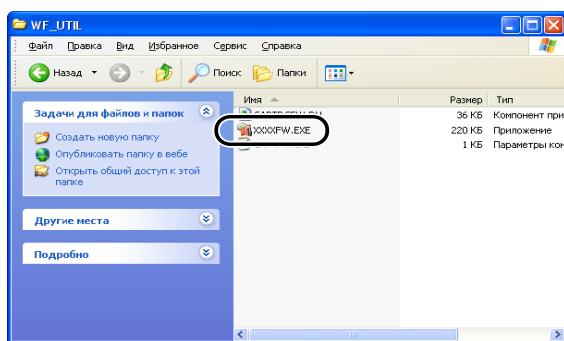 WF_UTIL
Файл Правка Вид Избранное Сервис Справка
Назад Поиск Папки
Задачи для файлов и папок
Создать новую папку
Опубликовать папку в вебе
Открыть общий доступ к этой
папке
Другие места
Подробно
Имя Размер Тип
36 КБ Компонент при
XXXXFW.EXE 220 КБ Приложение
1 КБ Параметры кон